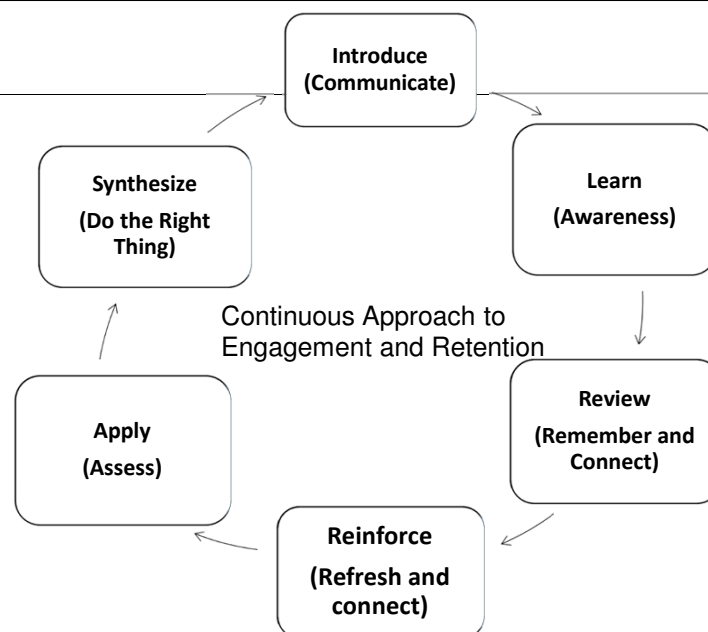 Introduce
(Communicate)
Learn
(Awareness)
Review
(Remember and
Connect)
Reinforce
(Refresh and
connect)
Apply
(Assess)
Synthesize
(Do the Right
Thing)
Continuous Approach to
Engagement and Retention